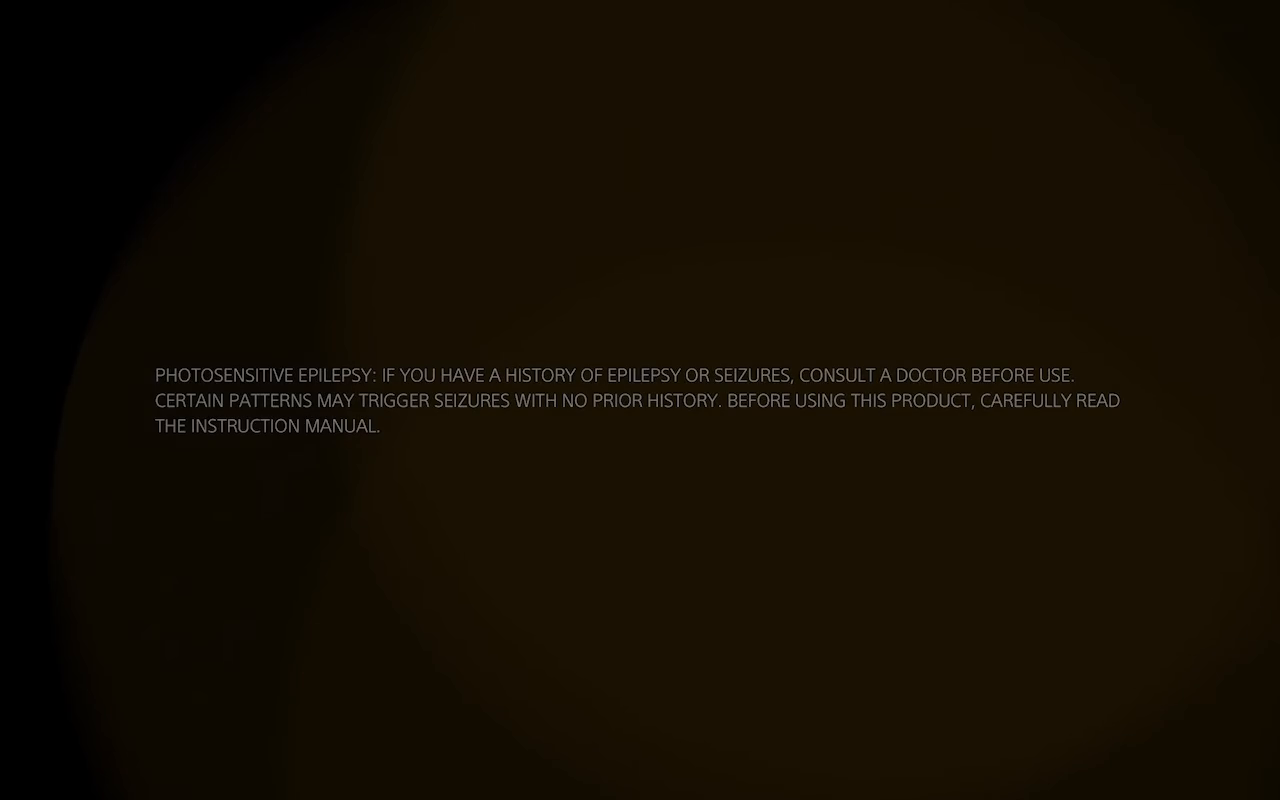 PHOTOSENSITIVE EPILEPSY: IF YOU HAVE A HISTORY OF EPILEPSY OR SEIZURES, CONSULT A DOCTOR BEFORE USE.
CERTAIN PATTERNS MAY TRIGGER SEIZURES WITH NO PRIOR HISTORY. BEFORE USING THIS PRODUCT, CAREFULLY READ
THE INSTRUCTION MANUAL.